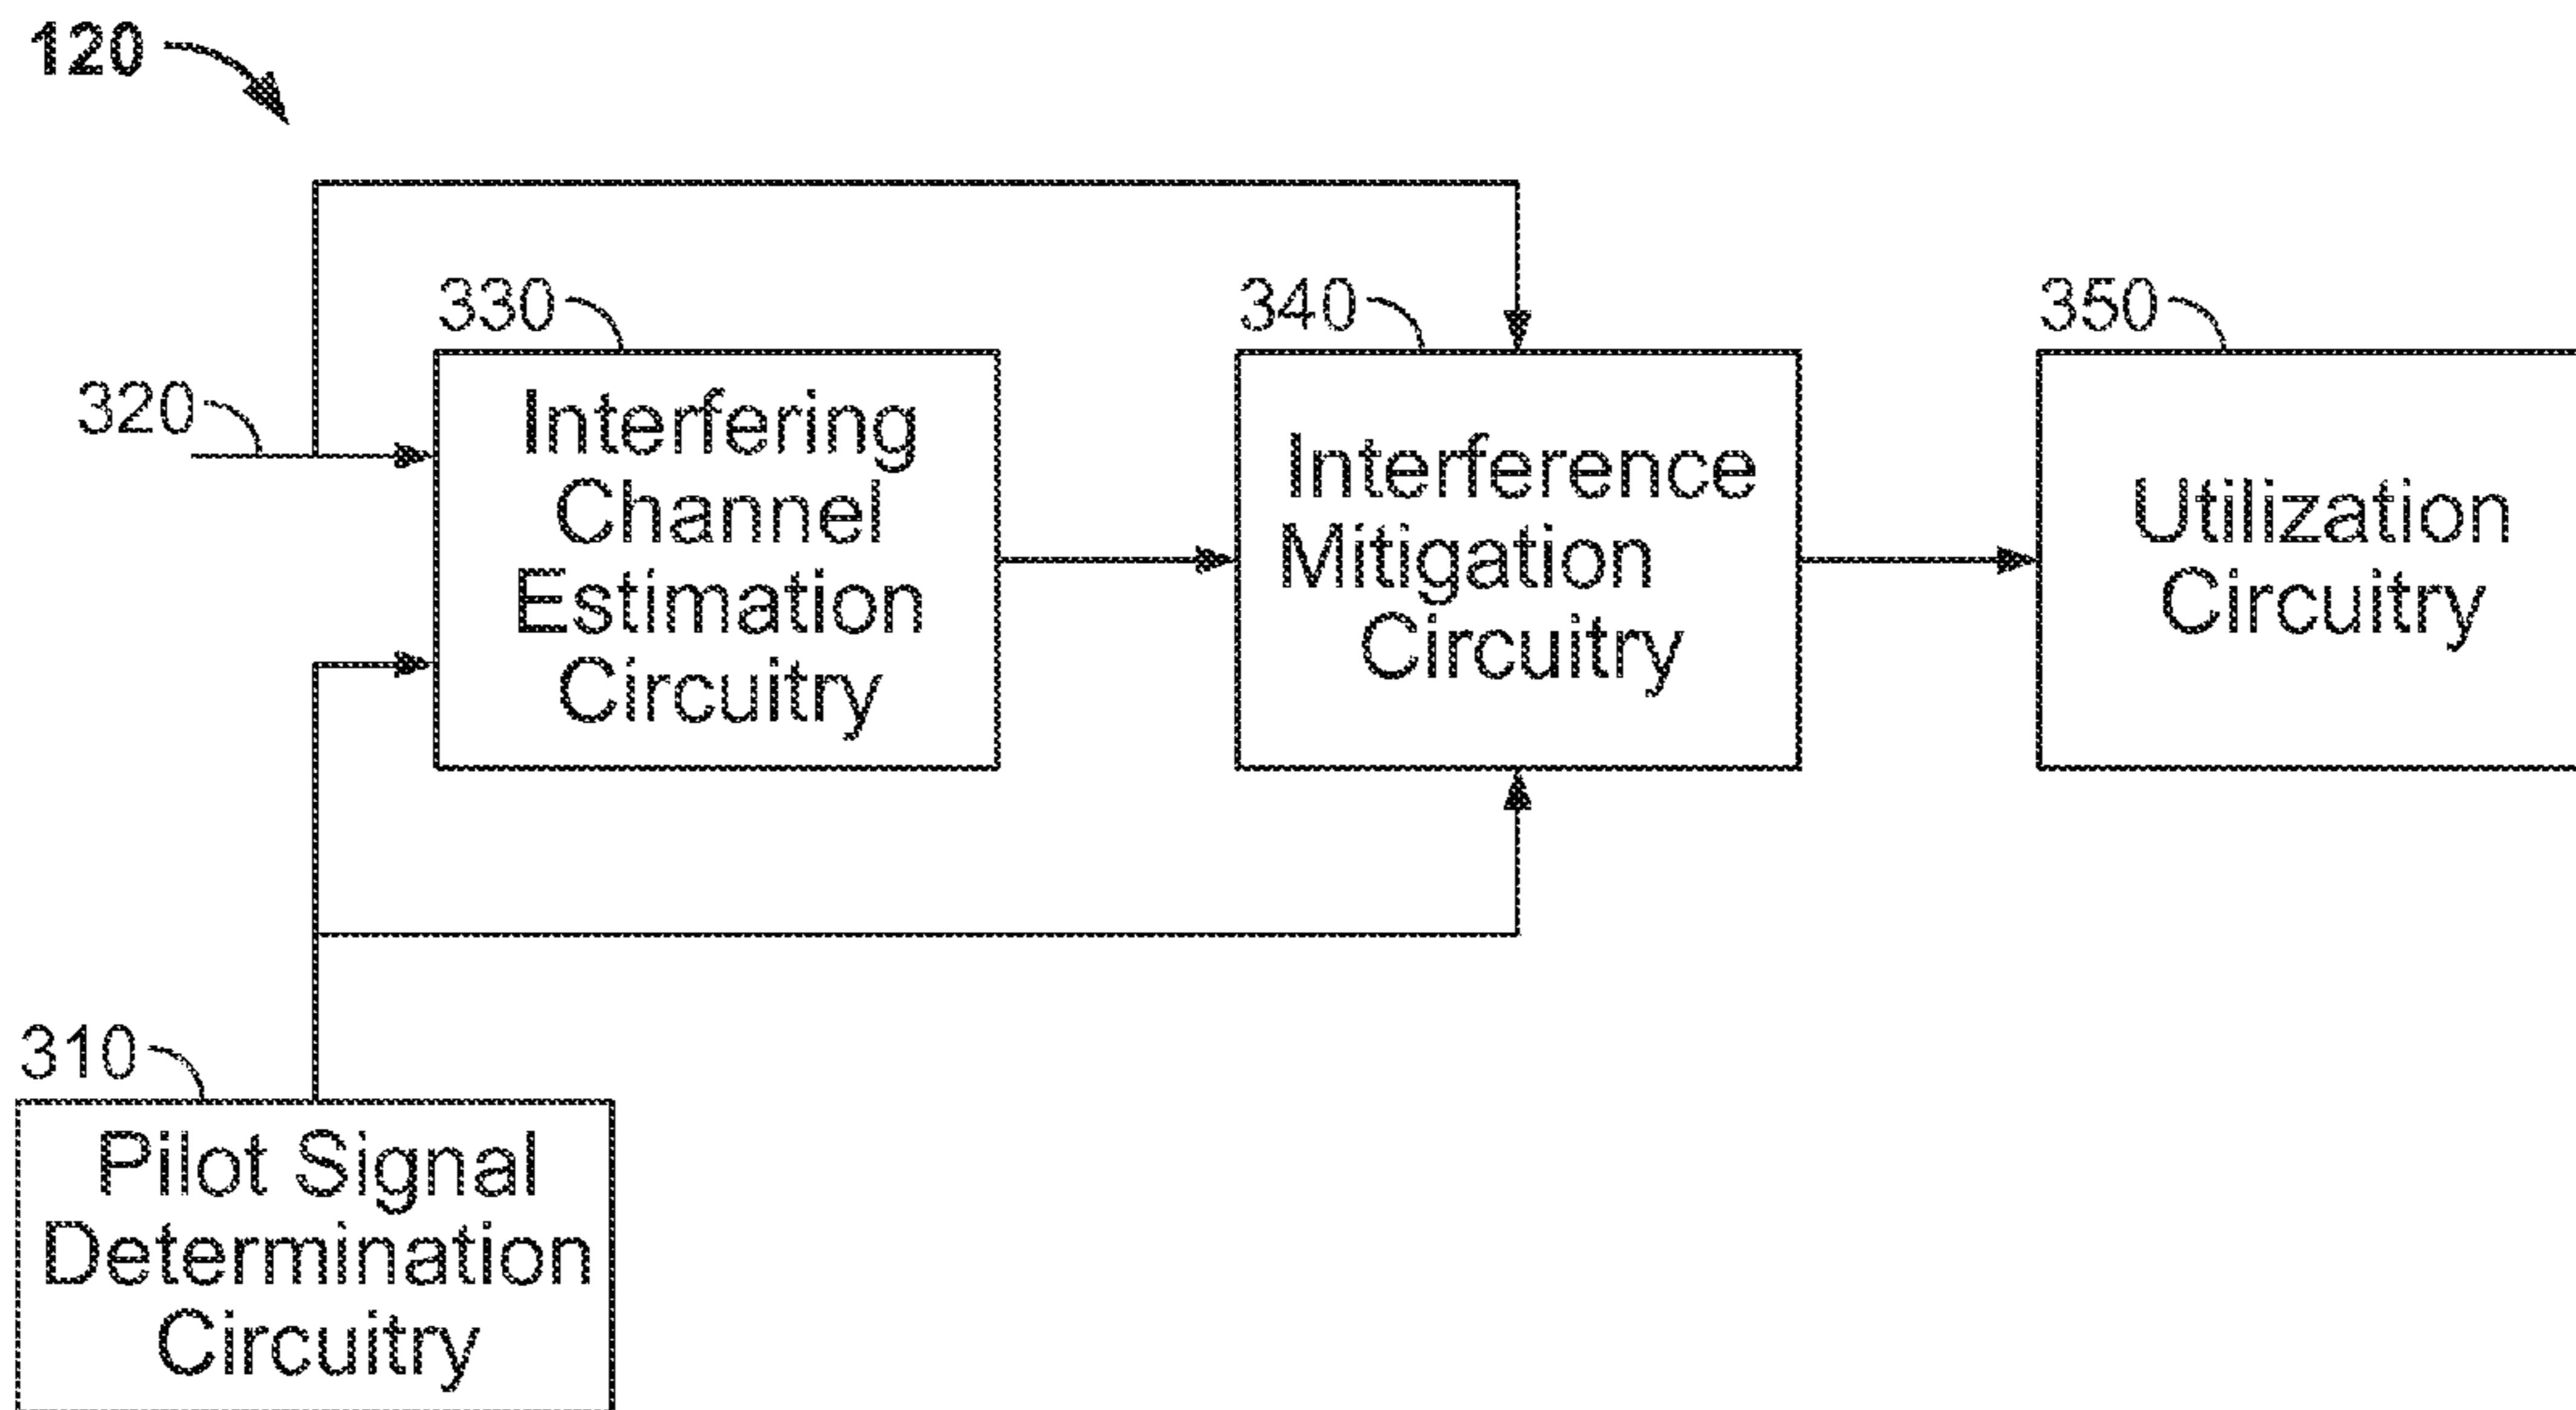 120
330
340
350
320
Interfering
Channel
Estimation
Circuitry
Interference
Mitigation
Circuitry
Utilization
Circuitry
310
Pilot Signal
Determination
Circuitry